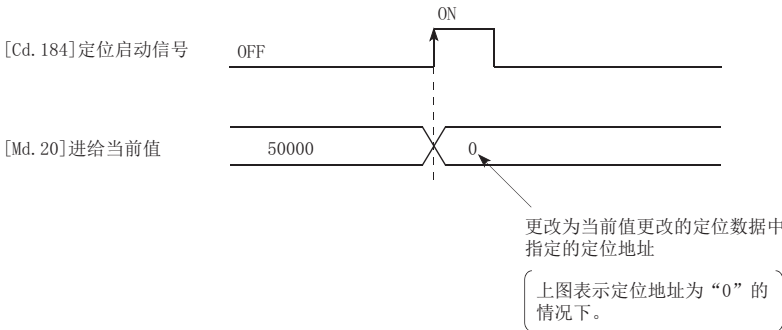 ON
[Cd.184]定位启动信号
OFF
[Md.20]进给当前值
50000
0
更改为当前值更改的定位数据中
指定的定位地址
上图表示定位地址为“0”的
情况下。